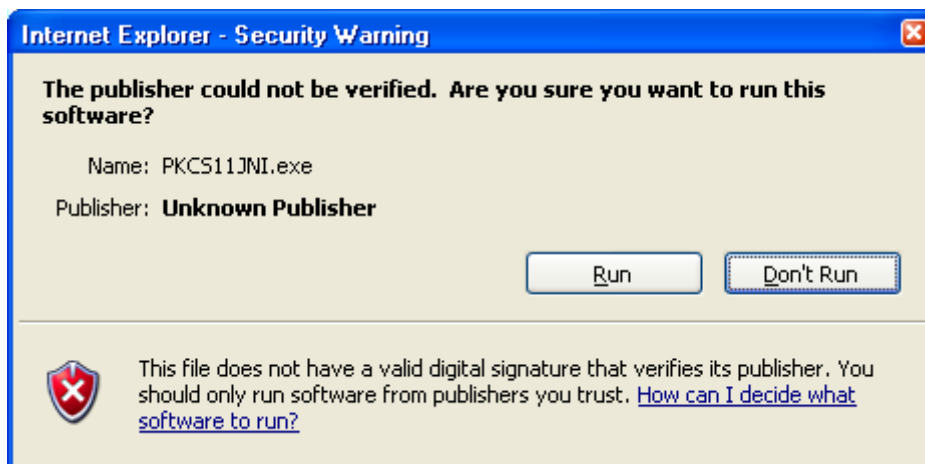 Internet Explorer - Security Warning
The publisher could not be verified.  Are you sure you want to run this
software?
Name: PKCS11JNI.exe
Publisher: Unknown Publisher
Run
Don't Run
This file does not have a valid digital signature that verifies its publisher. You
should only run software from publishers you trust. How can I decide what
software to run?